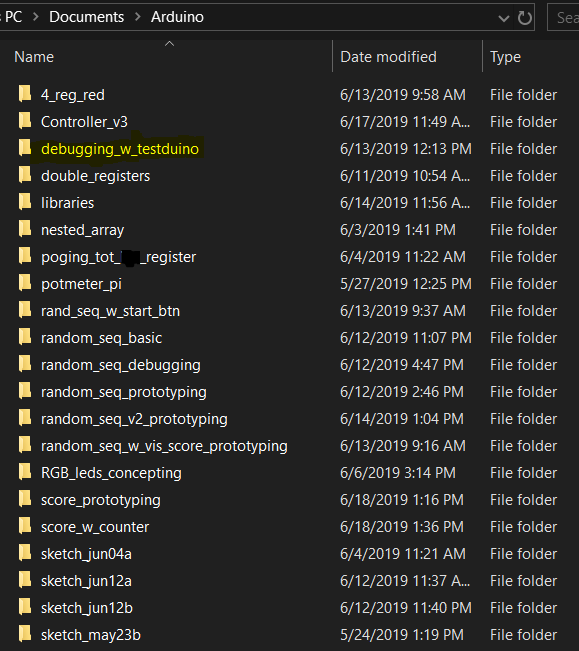 s PC > Documents > Arduino Sea
Name Date modified Type
4_reg_red 6/13/2019 9:58 AM File folder
Controller_v3 6/17/2019 11:49 A... File folder
debugging_w_testduino 6/13/2019 12:13 PM File folder
double_registers 6/11/2019 10:54 A... File folder
libraries 6/14/2019 11:56 A... File folder
nested_array 6/3/2019 1:41 PM File folder
poging_tot_ _register 6/4/2019 11:22 AM File folder
potmeter_pi 5/27/2019 12:25 PM File folder
rand_seq_w_start_btn 6/13/2019 9:37 AM File folder
random_seq_basic 6/12/2019 11:07 PM File folder
random_seq_debugging 6/12/2019 4:47 PM File folder
random_seq_prototyping 6/12/2019 2:46 PM File folder
random_seq_v2_prototyping 6/14/2019 1:04 PM File folder
random_seq_w_vis_score_prototyping 6/13/2019 9:16 AM File folder
RGB_leds_concepting 6/6/2019 3:14 PM File folder
score_prototyping 6/18/2019 1:16 PM File folder
score_w_counter 6/18/2019 1:36 PM File folder
sketch_jun04a 6/4/2019 11:21 AM File folder
sketch_jun12a 6/12/2019 11:37 A... File folder
sketch_jun12b 6/12/2019 11:40 PM File folder
sketch_may23b 5/24/2019 1:19 PM File folder